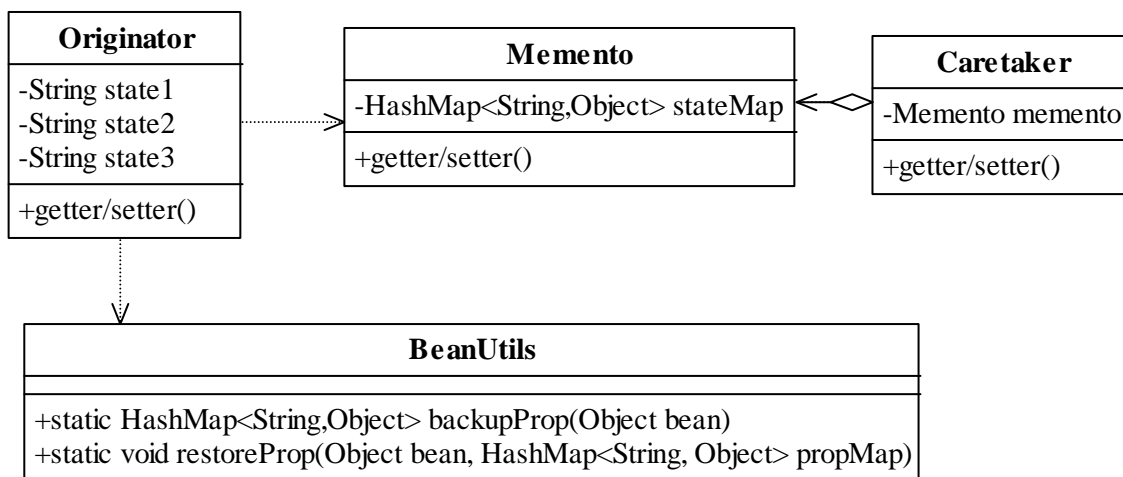 Originator
-String state1
-String state2
-String state3
+getter/setter()
Memento
-HashMap<String,Object> stateMap
+getter/setter()
Caretaker
-Memento memento
+getter/setter()
BeanUtils
+static HashMap<String,Object> backupProp(Object bean)
+static void restoreProp(Object bean, HashMap<String, Object> propMap)